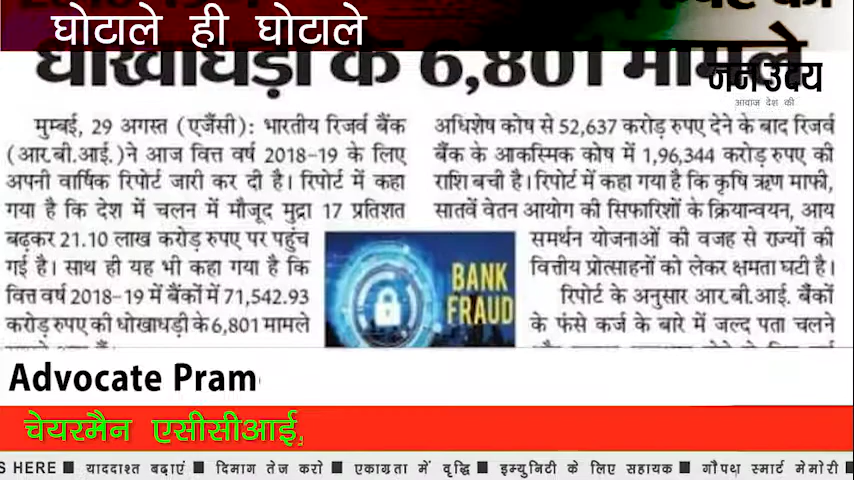 घोटाले ही घोटाले
धोखाधड़ी के 6,801 मामले
जन उदय
आवाज देश की
मुम्बई, 29 अगस्त (एजैंसी): भारतीय रिजर्व बैंक
(आर.बी.आई.)ने आज वित्त वर्ष 2018-19 के लिए
अपनी वार्षिक रिपोर्ट जारी कर दी है। रिपोर्ट में कहा
गया है कि देश में चलन में मौजूद मुद्रा 17 प्रतिशत
बढ़कर 21.10 लाख करोड़ रुपए पर पहुंच
गई है। साथ ही यह भी कहा गया है कि
वित्त वर्ष 2018-19 में बैंकों में 71,542.93
करोड़ रुपए की धोखाधड़ी के 6,801 मामले
अधिशेष कोष से 52,637 करोड़ रुपए देने के बाद रिजर्व
बैंक के आकस्मिक कोष में 1,96,344 करोड़ रुपए की
राशि बची है। रिपोर्ट में कहा गया है कि कृषि ऋण माफी,
सातवें वेतन आयोग की सिफारिशों के क्रियान्वयन, आय
समर्थन योजनाओं की वजह से राज्यों की
वित्तीय प्रोत्साहनों को लेकर क्षमता घटी है।
रिपोर्ट के अनुसार आर.बी.आई. बैंकों
के फंसे कर्ज के बारे में जल्द पता चलने
BANK
FRAUD
Advocate Pram
चेयरमैन एसीसीआई,
S HERE ■ याददाश्त बढ़ाएं ■ दिमाग तेज करो ■ एकाग्रता में वृद्धि ■ इम्युनिटी के लिए सहायक ■ गौपक्ष स्मार्ट मेमोरी ■